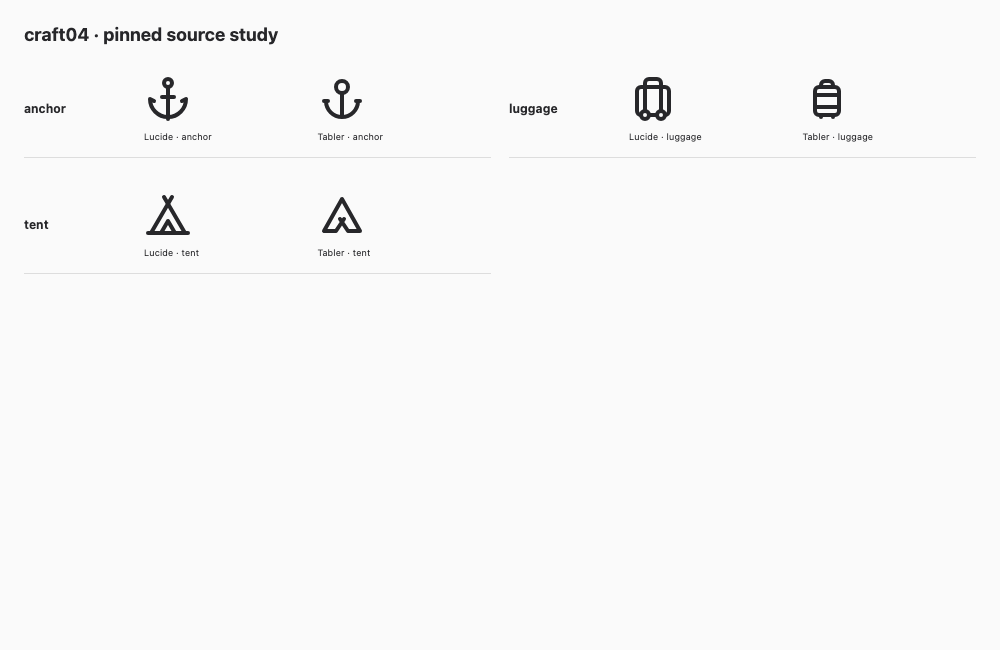 craft04 · pinned source study
anchor
Lucide · anchor
Tabler · anchor
luggage
Lucide · luggage
Tabler · luggage
tent
Lucide · tent
Tabler · tent